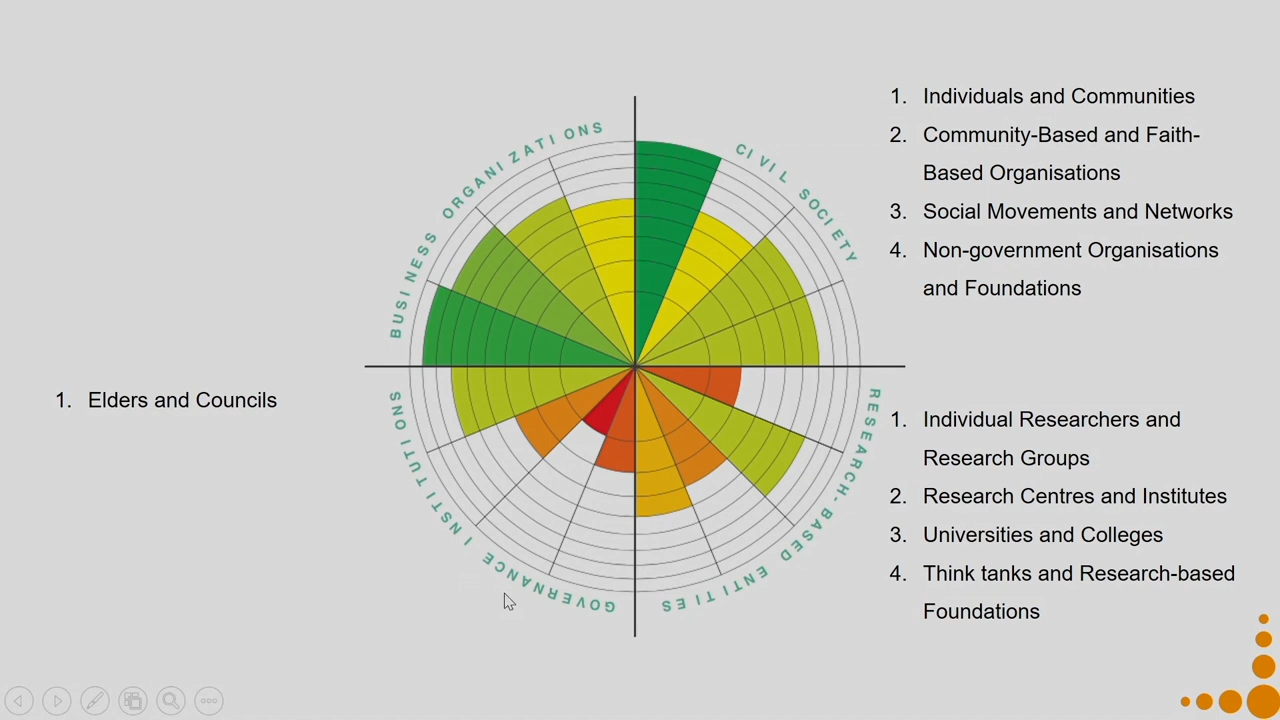 BUSINESS ORGANIZATIONS
CIVIL SOCIETY
RESEARCH-BASED ENTITIES
GOVERNANCE INSTITUTIONS
1. Individuals and Communities
2. Community-Based and Faith-
Based Organisations
3. Social Movements and Networks
4. Non-government Organisations
and Foundations
1. Elders and Councils
1. Individual Researchers and
Research Groups
2. Research Centres and Institutes
3. Universities and Colleges
4. Think tanks and Research-based
Foundations